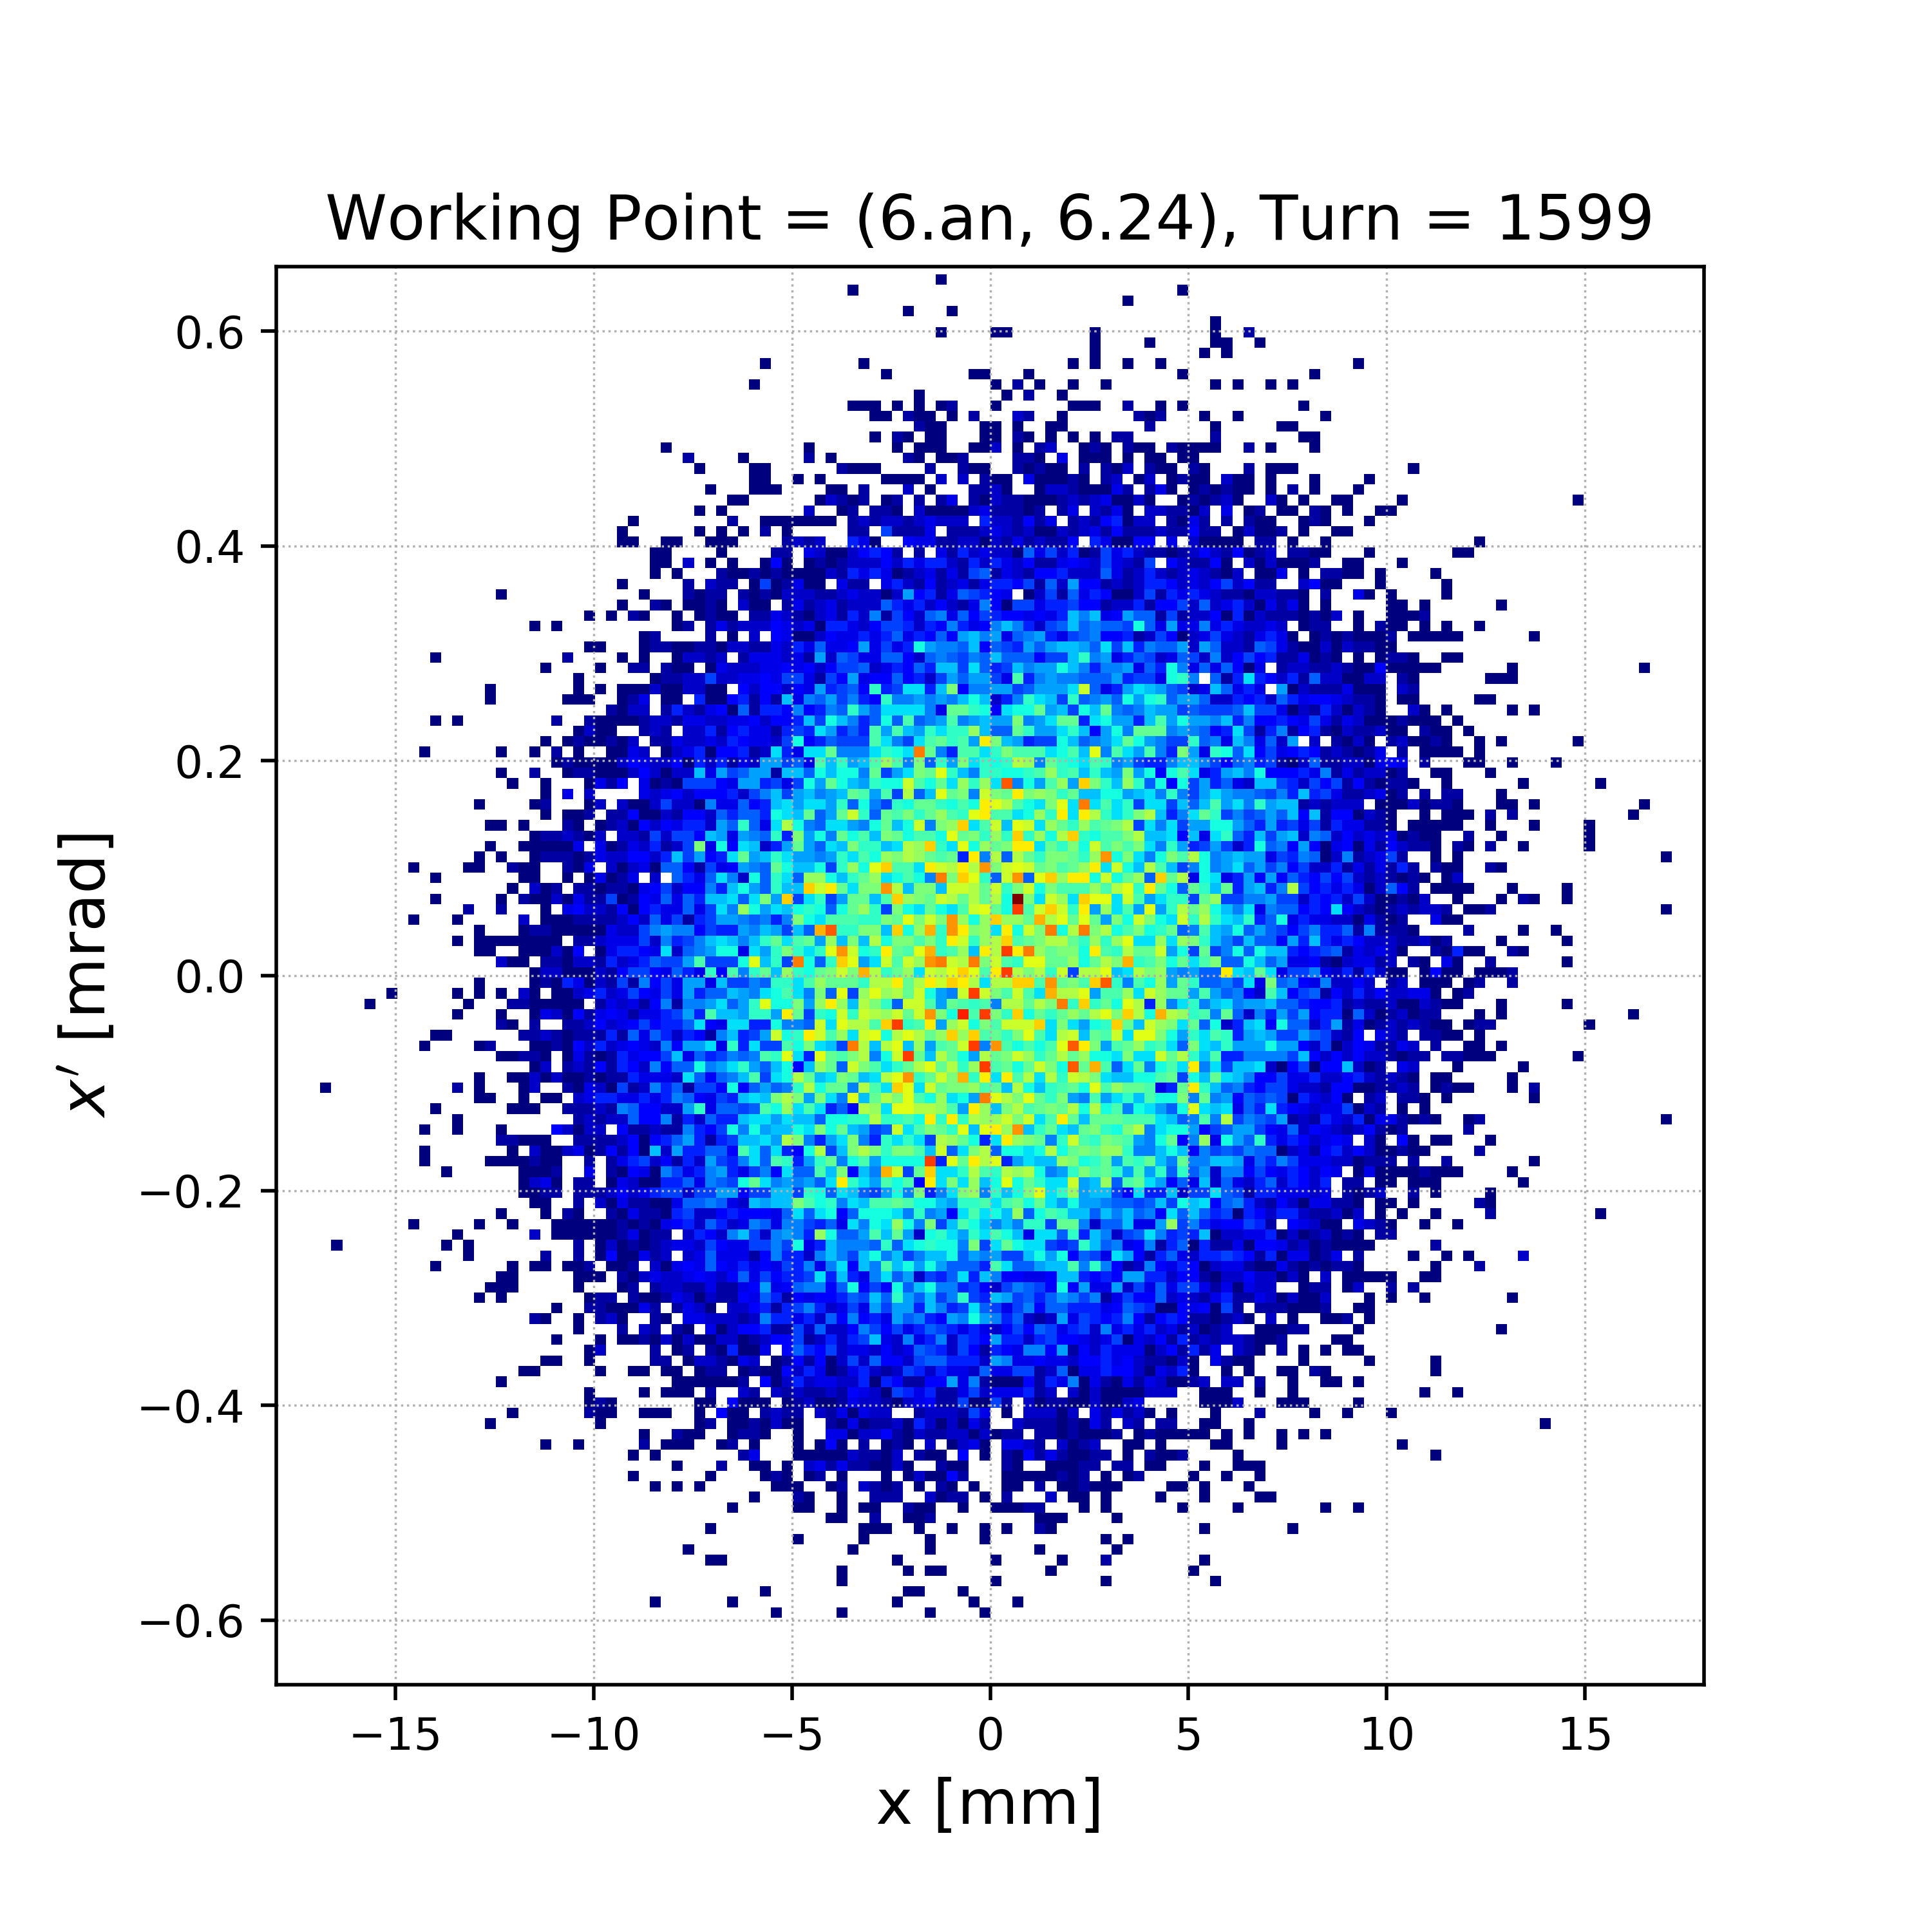 Working Point = (6.an, 6.24), Turn = 1599
0.6
0.4
0.2
0.0
−0.2
−0.4
−0.6
x′ [mrad]
−15 −10 −5 0 5 10 15
x [mm]